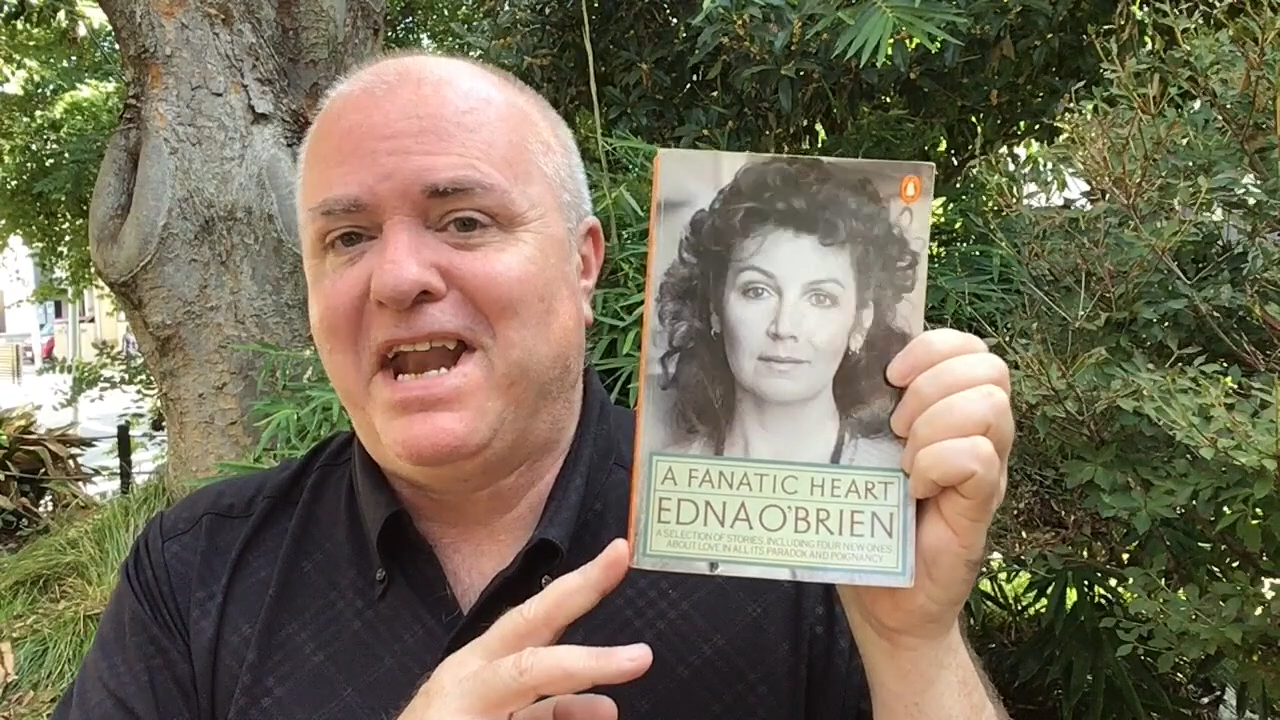 A FANATIC HEART
EDNA O'BRIEN
A SELECTION OF STORIES, INCLUDING FOUR NEW ONES
ABOUT LOVE IN ALL ITS PARADOX AND POIGNANCY